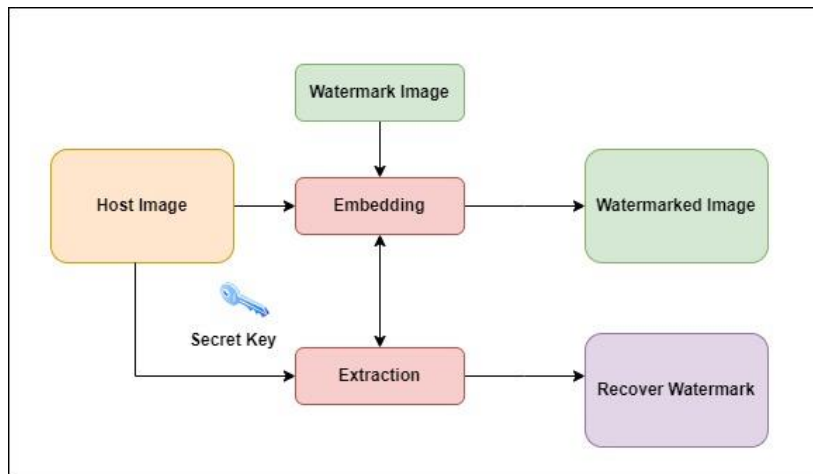 Watermark Image
Host Image
Embedding
Watermarked Image
Secret Key
Extraction
Recover Watermark